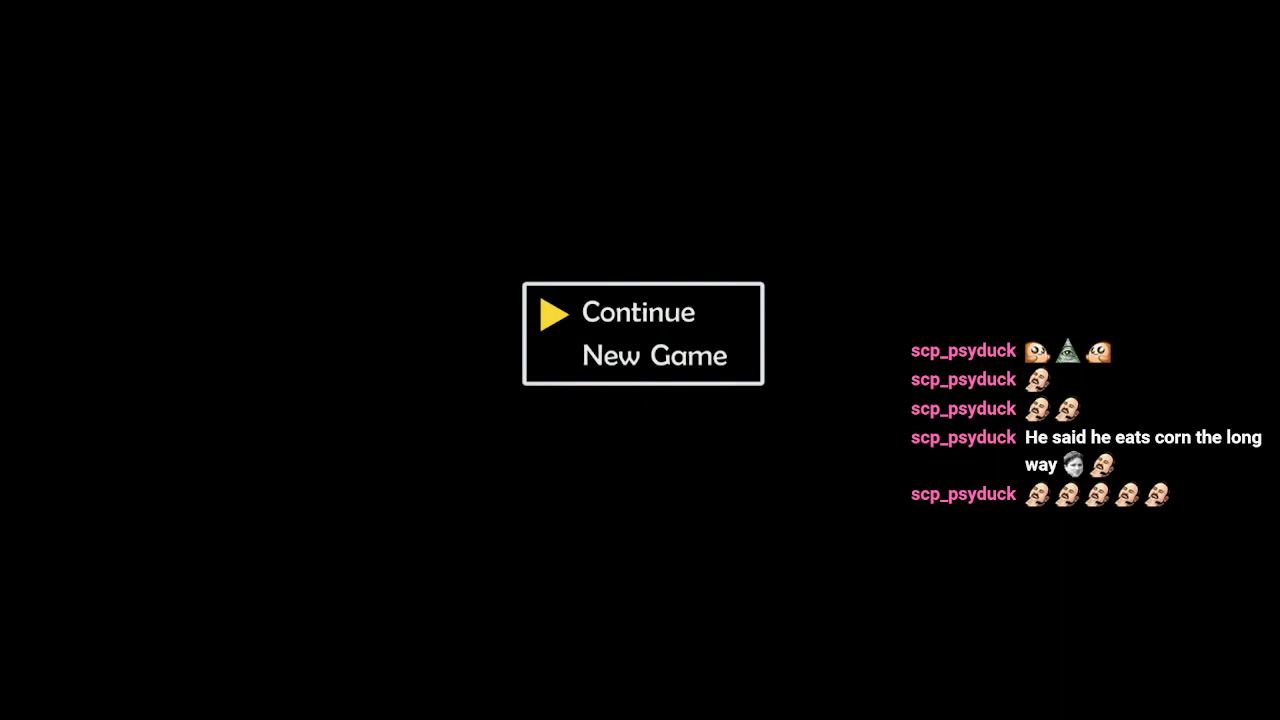 Continue
New Game
scp_psyduck
scp_psyduck
scp_psyduck
scp_psyduck He said he eats corn the long
way
scp_psyduck